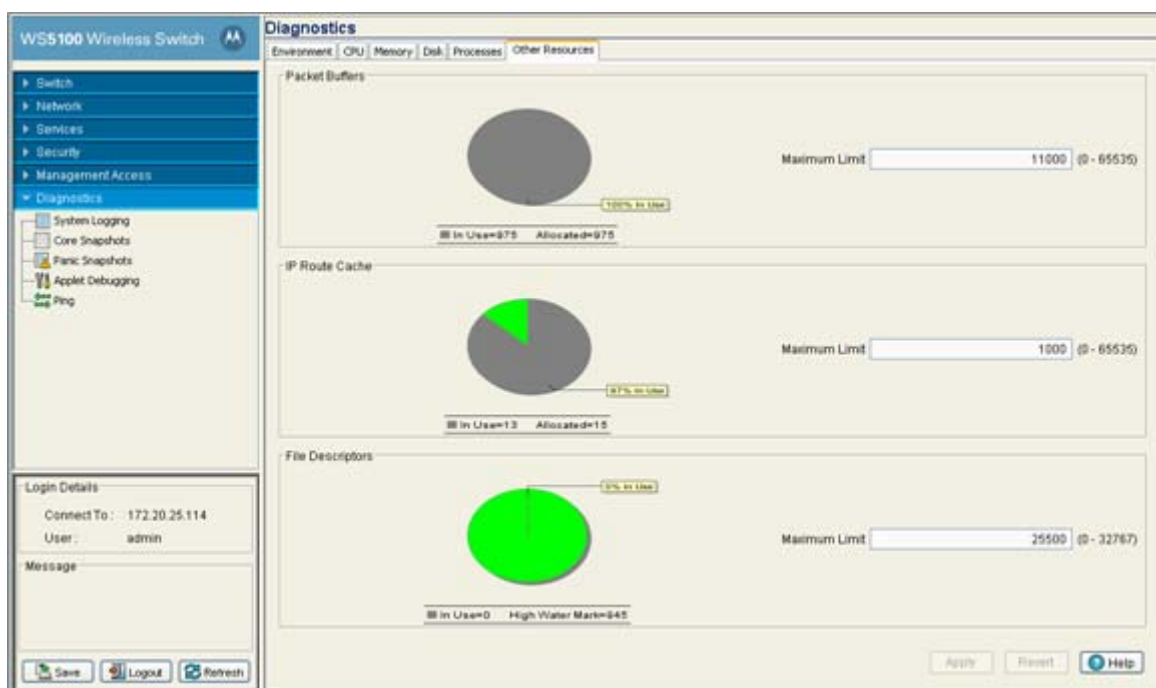 WS5100 Wireless Switch
Switch
Network
Services
Security
Management Access
Diagnostics
System Logging
Core Snapshots
Panic Snapshots
Applet Debugging
Ping
Login Details
Connect To : 172.20.25.114
User : admin
Message
Save Logout Refresh
Diagnostics
Environment CPU Memory Disk Processes Other Resources
Packet Buffers
100% In Use
In Use=975 Allocated=975
Maximum Limit 11000 (0 - 65535)
IP Route Cache
87% In Use
In Use=13 Allocated=15
Maximum Limit 1000 (0 - 65535)
File Descriptors
0% In Use
In Use=0 High Water Mark=945
Maximum Limit 25500 (0 - 32767)
Apply Revert Help